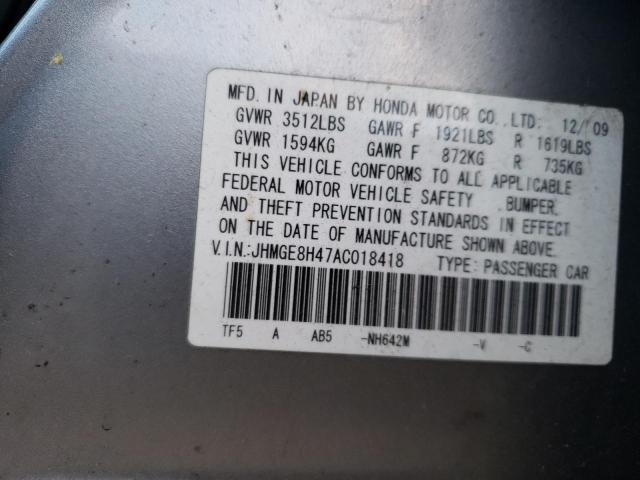 MFD. IN JAPAN BY HONDA MOTOR CO.,LTD. 12/09
GVWR 3512LBS GAWR F 1921LBS R 1619LBS
GVWR 1594KG GAWR F 872KG R 735KG
THIS VEHICLE CONFORMS TO ALL APPLICABLE
FEDERAL MOTOR VEHICLE SAFETY ,BUMPER,
AND THEFT PREVENTION STANDARDS IN EFFECT
ON THE DATE OF MANUFACTURE SHOWN ABOVE.
V.I.N.:JHMGE8H47AC018418 TYPE: PASSENGER CAR
TF5 A AB5 -NH642M -V -C